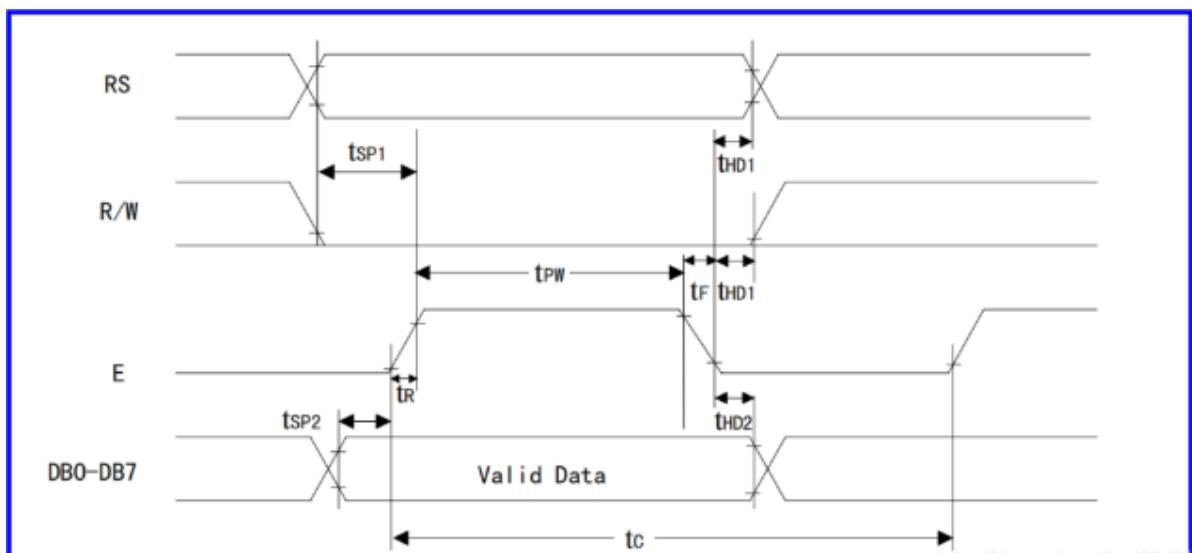 RS
tSP1
tHD1
R/W
tPW
tF
tHD1
E
tR
tSP2
tHD2
DB0-DB7
Valid Data
tC